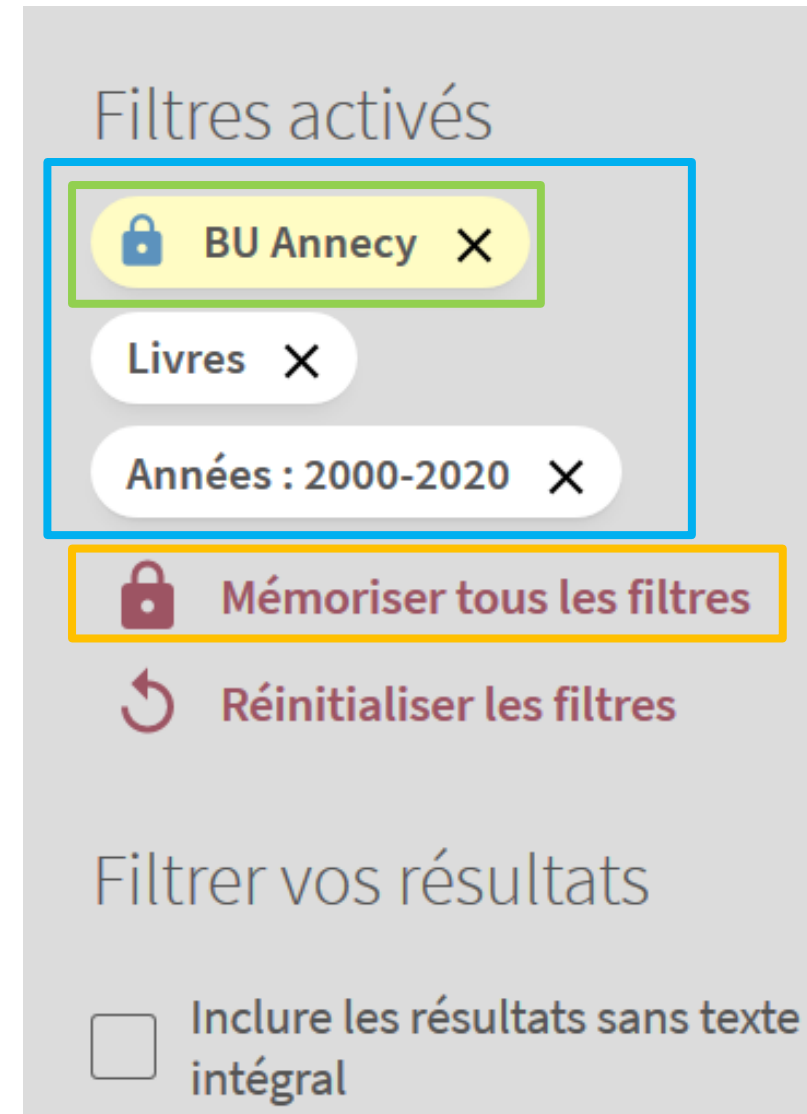 Filtres activés
BU Annecy
Livres
Années : 2000-2020
Mémoriser tous les filtres
Réinitialiser les filtres
Filtrer vos résultats
Inclure les résultats sans texte
intégral